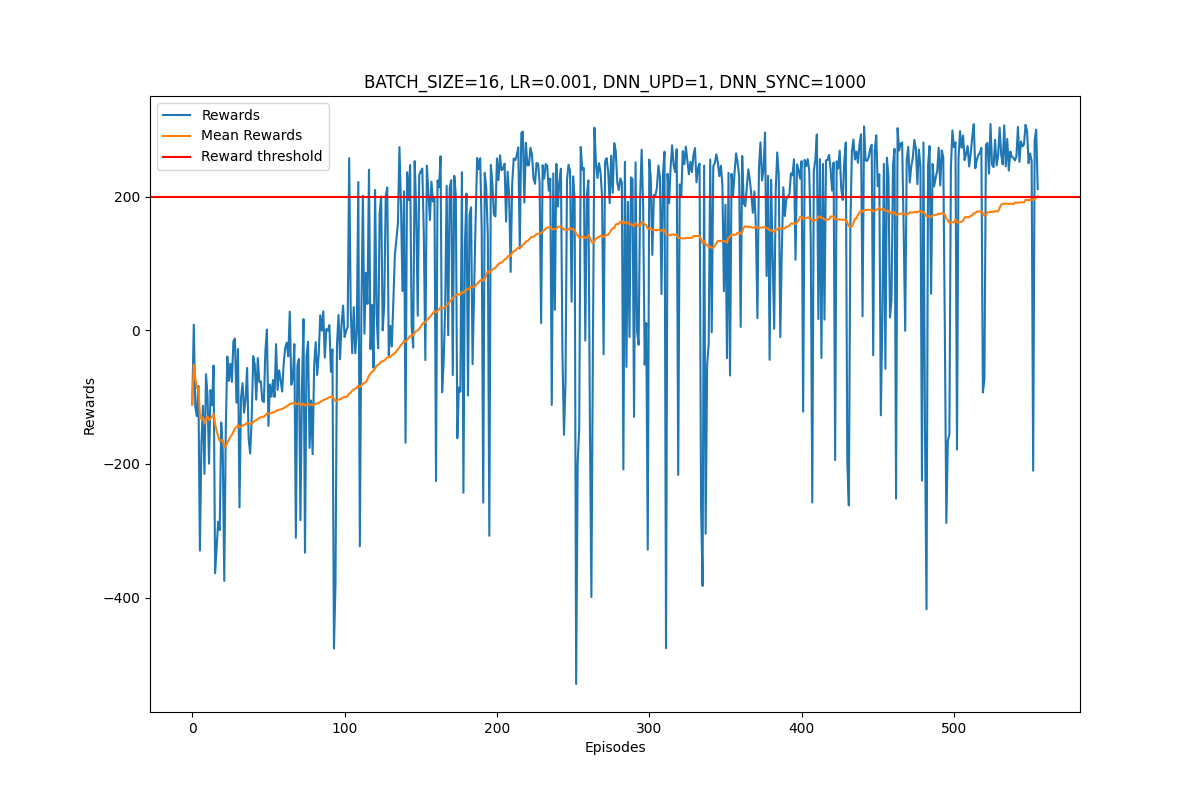 BATCH_SIZE=16, LR=0.001, DNN_UPD=1, DNN_SYNC=1000
Rewards
Mean Rewards
Reward threshold
200
0
−200
−400
Rewards
0 100 200 300 400 500
Episodes